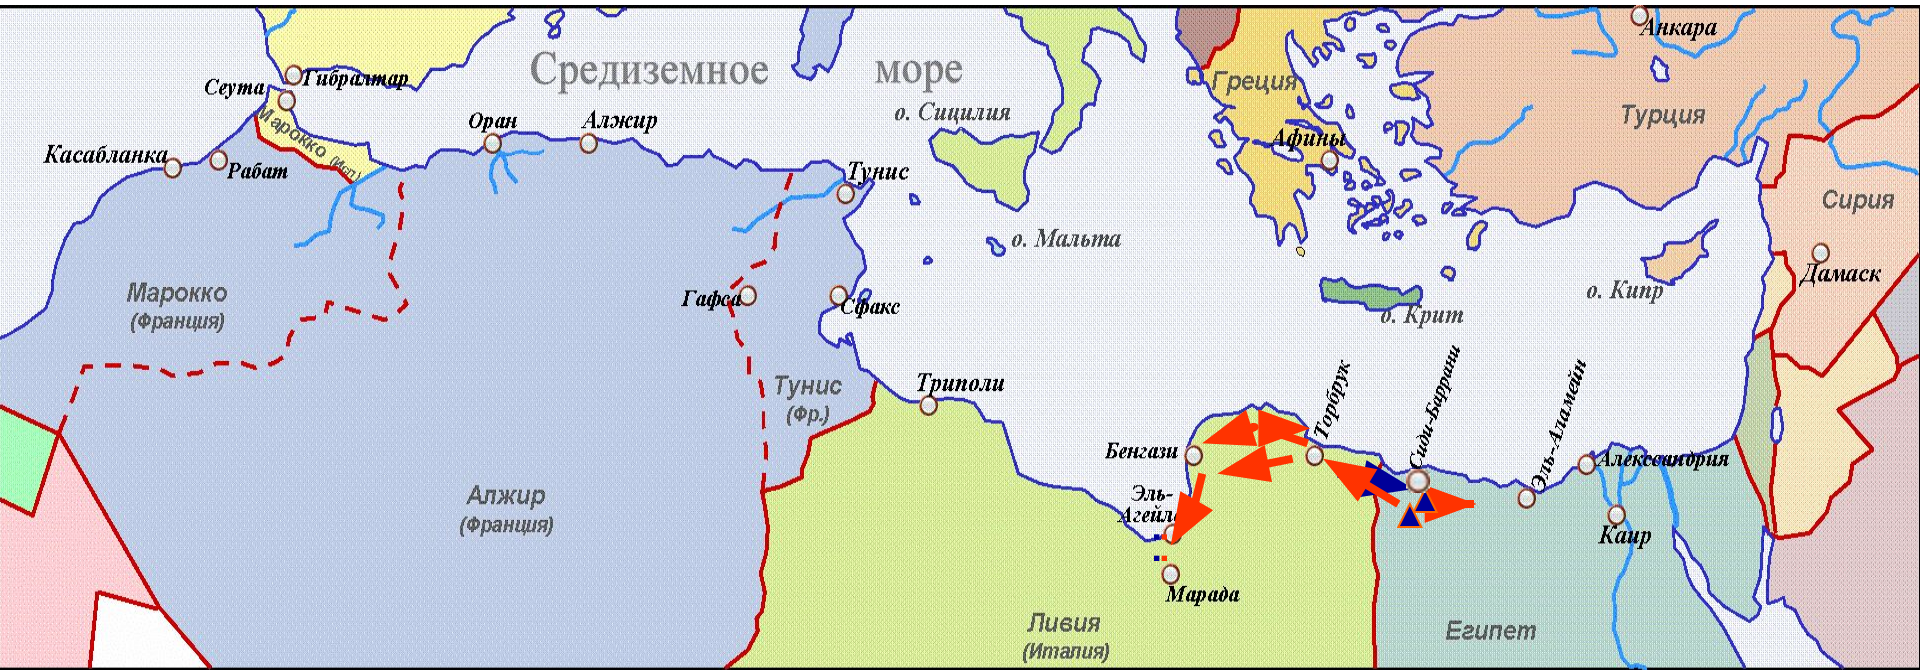 Анкара
Гибралтар
Средиземное море
Сеута
Греция
о. Сицилия
Турция
Марокко (Исп.)
Оран
Алжир
Афины
Касабланка
Рабат
Тунис
Сирия
о. Мальта
Дамаск
Марокко
(Франция)
Гафса
Сфакс
о. Кипр
о. Крит
Тунис
(Фр.)
Триполи
Торбрук
Сиди-Баррани
Эль-Аламейн
Бенгази
Александрия
Эль-
Агейла
Алжир
(Франция)
Каир
Марада
Ливия
(Италия)
Египет